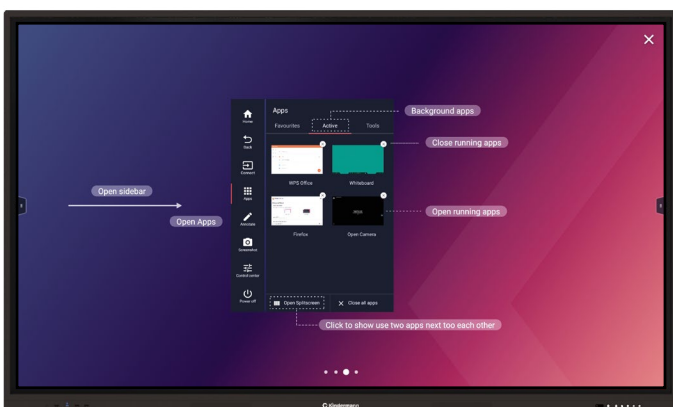 Background apps
Apps
Favourites Active Tools
Close running apps
Home
Back
Connect
WPS Office Whiteboard
Open sidebar
Apps
Open running apps
Open Apps
Annotate
Firefox Open Camera
Screenshot
Control center
Power off
Open Splitscreen Close all apps
Click to show use two apps next too each other
Kindermann